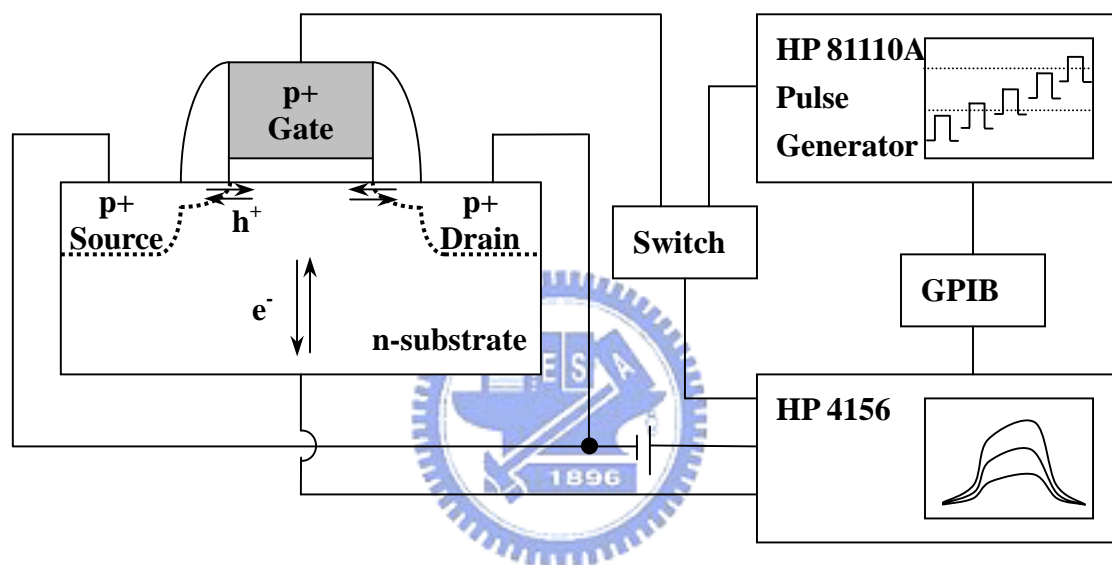 p+
Gate
p+
Source
h+
p+
Drain
e-
n-substrate
Switch
HP 81110A
Pulse
Generator
GPIB
HP 4156
E S A
1896